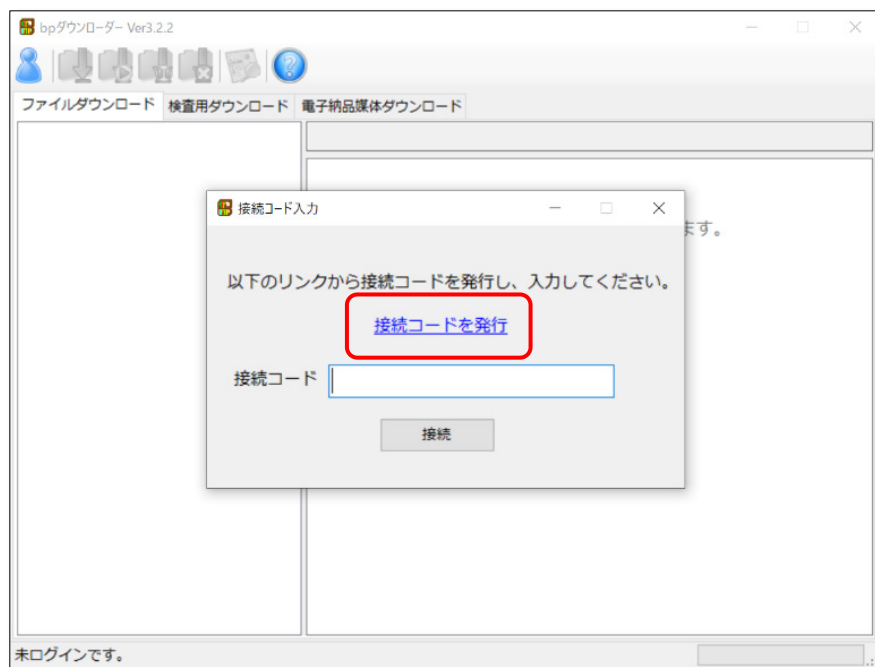 bpダウンローダー Ver3.2.2
ファイルダウンロード 検査用ダウンロード 電子納品媒体ダウンロード
接続コード入力
ます。
以下のリンクから接続コードを発行し、入力してください。
接続コードを発行
接続コード
接続
未ログインです。